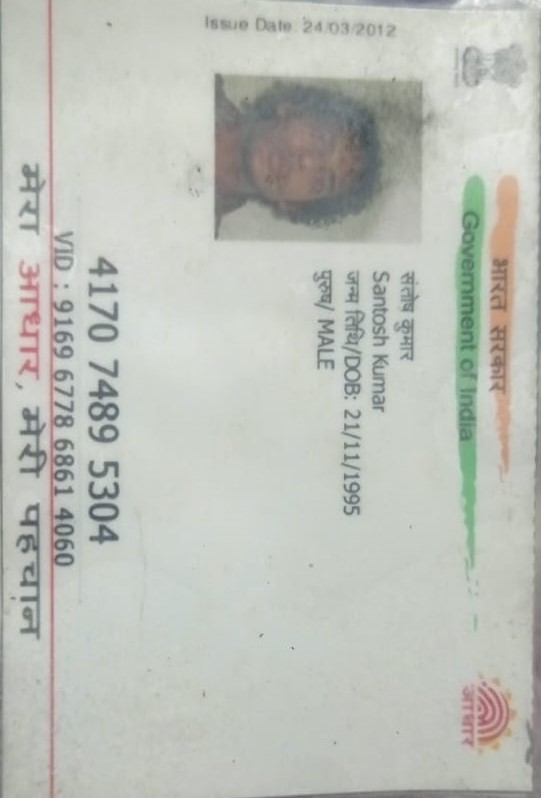 भारत सरकार
Government of India
Issue Date: 24/03/2012
संतोष कुमार
Santosh Kumar
जन्म तिथि/DOB: 21/11/1995
पुरुष/ MALE
4170 7489 5304
VID : 9169 6778 6861 4060
मेरा आधार, मेरी पहचान
आधार